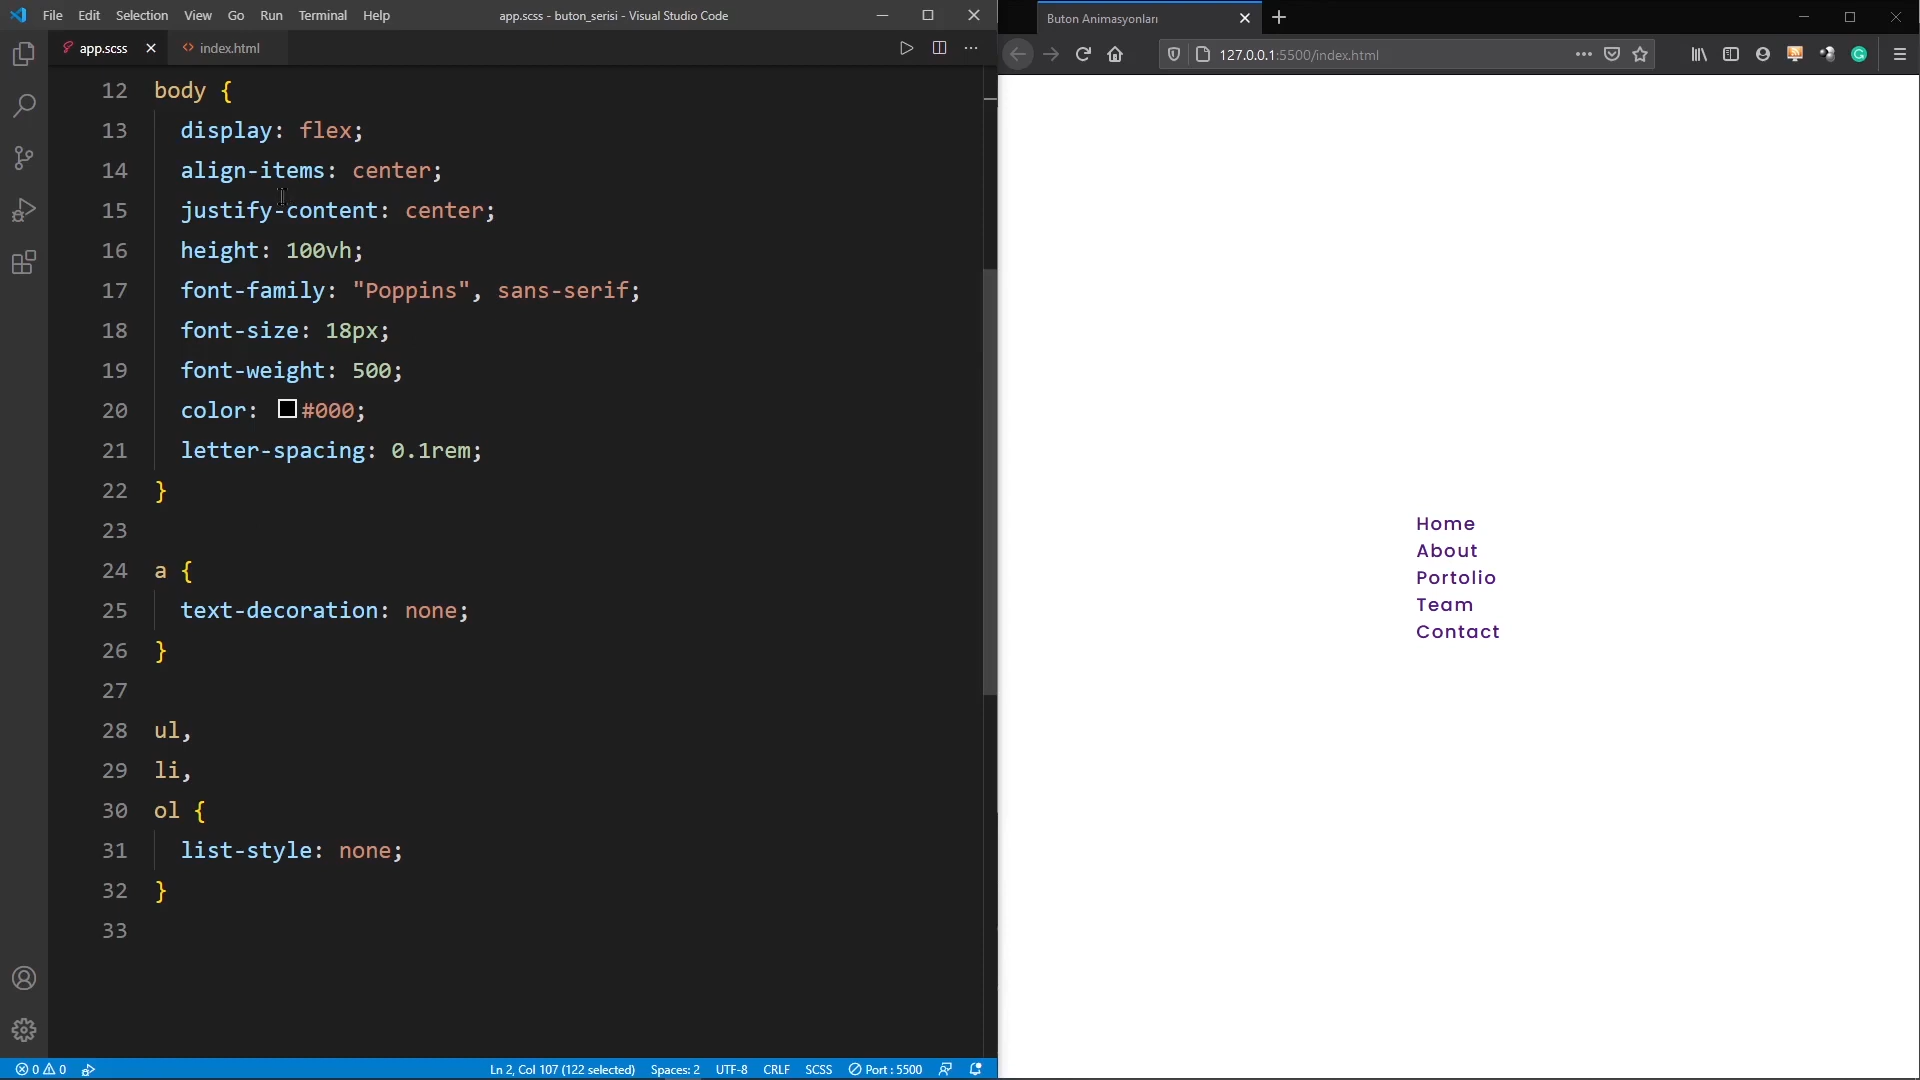 File Edit Selection View Go Run Terminal Help
app.scss - buton_serisi - Visual Studio Code
app.scss
index.html
12 body {
13 display: flex;
14 align-items: center;
15 justify-content: center;
16 height: 100vh;
17 font-family: "Poppins", sans-serif;
18 font-size: 18px;
19 font-weight: 500;
20 color: #000;
21 letter-spacing: 0.1rem;
22 }
23
24 a {
25 text-decoration: none;
26 }
27
28 ul,
29 li,
30 ol {
31 list-style: none;
32 }
33
0 0
Ln 2, Col 107 (122 selected) Spaces: 2 UTF-8 CRLF SCSS Port : 5500
Buton Animasyonları
127.0.0.1:5500/index.html
Home
About
Portolio
Team
Contact